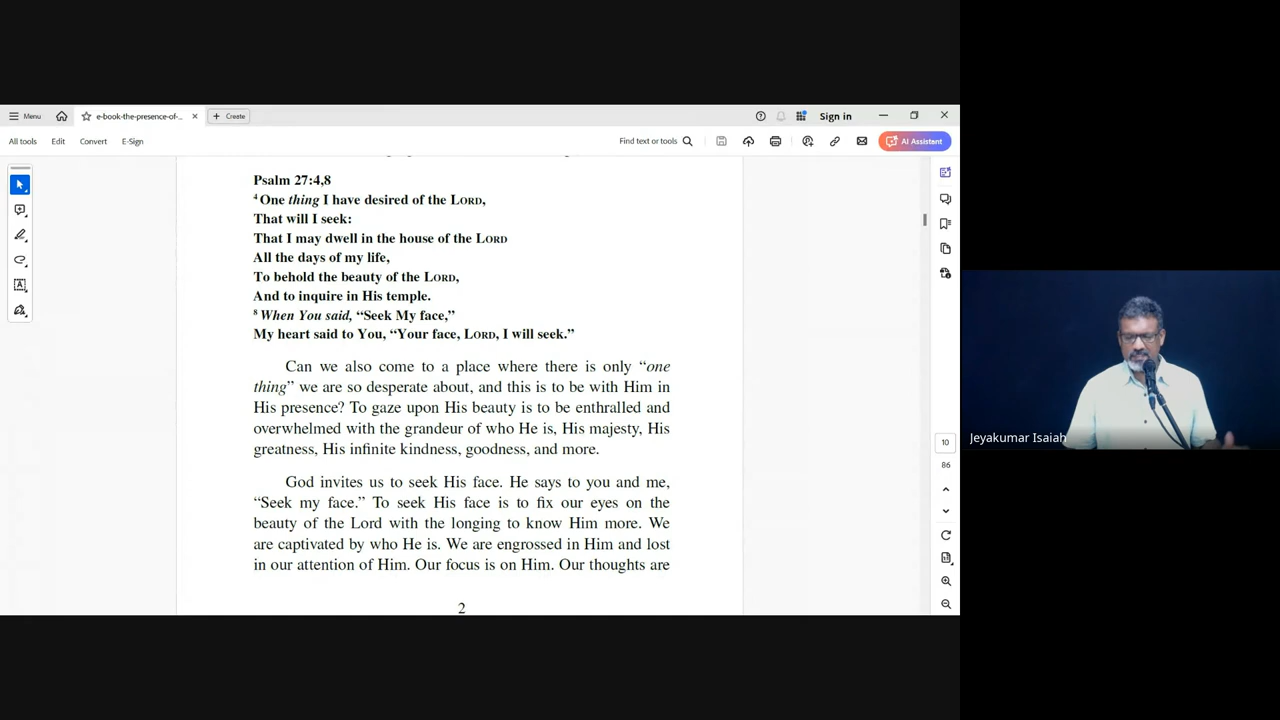 Menu
e-book-the-presence-of-...
Create
Sign in
All tools
Edit
Convert
E-Sign
Find text or tools
AI Assistant
Psalm 27:4,8
4 One thing I have desired of the LORD,
That will I seek:
That I may dwell in the house of the LORD
All the days of my life,
To behold the beauty of the LORD,
And to inquire in His temple.
8 When You said, “Seek My face,”
My heart said to You, “Your face, LORD, I will seek.”
Can we also come to a place where there is only “one
thing” we are so desperate about, and this is to be with Him in
His presence? To gaze upon His beauty is to be enthralled and
overwhelmed with the grandeur of who He is, His majesty, His
greatness, His infinite kindness, goodness, and more.
God invites us to seek His face. He says to you and me,
“Seek my face.” To seek His face is to fix our eyes on the
beauty of the Lord with the longing to know Him more. We
are captivated by who He is. We are engrossed in Him and lost
in our attention of Him. Our focus is on Him. Our thoughts are
2
10
86
Jeyakumar Isaiah